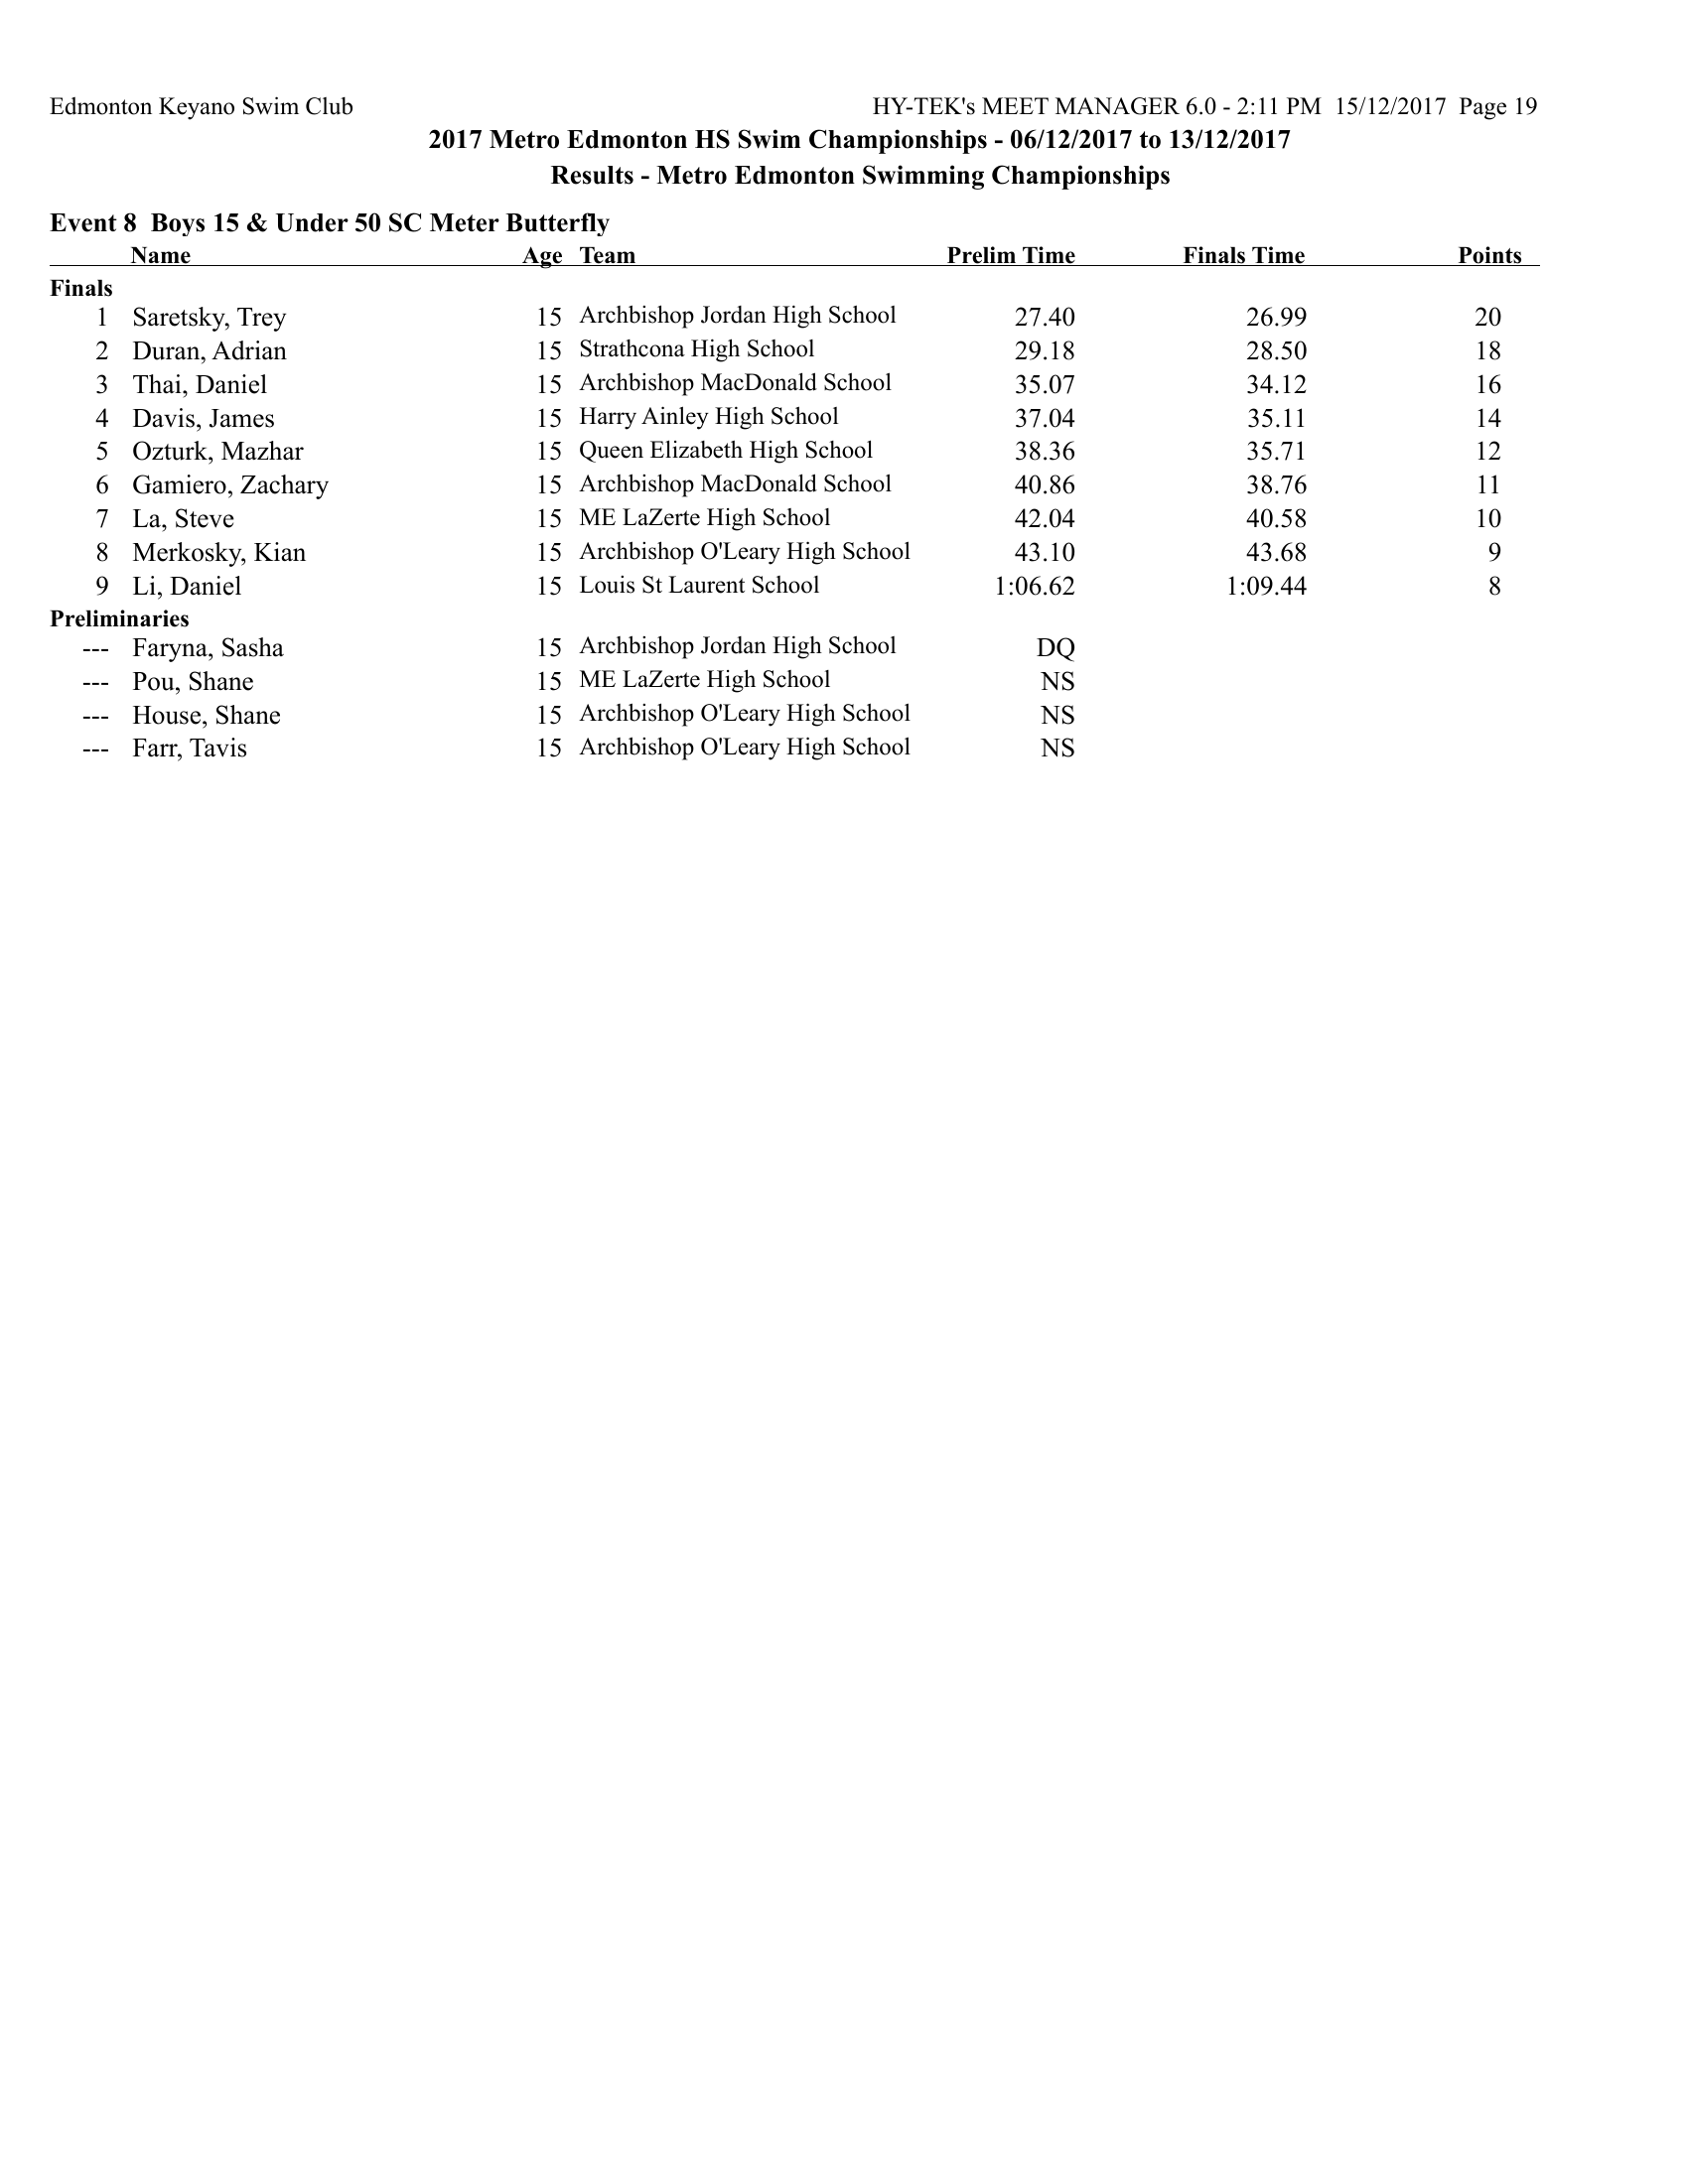 Edmonton Keyano Swim Club HY-TEK's MEET MANAGER 6.0 - 2:11 PM 15/12/2017 Page 19
2017 Metro Edmonton HS Swim Championships - 06/12/2017 to 13/12/2017
Results - Metro Edmonton Swimming Championships
Event 8 Boys 15 & Under 50 SC Meter Butterfly
Name Age Team Prelim Time Finals Time Points
Finals
1 Saretsky, Trey 15 Archbishop Jordan High School 27.40 26.99 20
2 Duran, Adrian 15 Strathcona High School 29.18 28.50 18
3 Thai, Daniel 15 Archbishop MacDonald School 35.07 34.12 16
4 Davis, James 15 Harry Ainley High School 37.04 35.11 14
5 Ozturk, Mazhar 15 Queen Elizabeth High School 38.36 35.71 12
6 Gamiero, Zachary 15 Archbishop MacDonald School 40.86 38.76 11
7 La, Steve 15 ME LaZerte High School 42.04 40.58 10
8 Merkosky, Kian 15 Archbishop O'Leary High School 43.10 43.68 9
9 Li, Daniel 15 Louis St Laurent School 1:06.62 1:09.44 8
Preliminaries
--- Faryna, Sasha 15 Archbishop Jordan High School DQ
--- Pou, Shane 15 ME LaZerte High School NS
--- House, Shane 15 Archbishop O'Leary High School NS
--- Farr, Tavis 15 Archbishop O'Leary High School NS